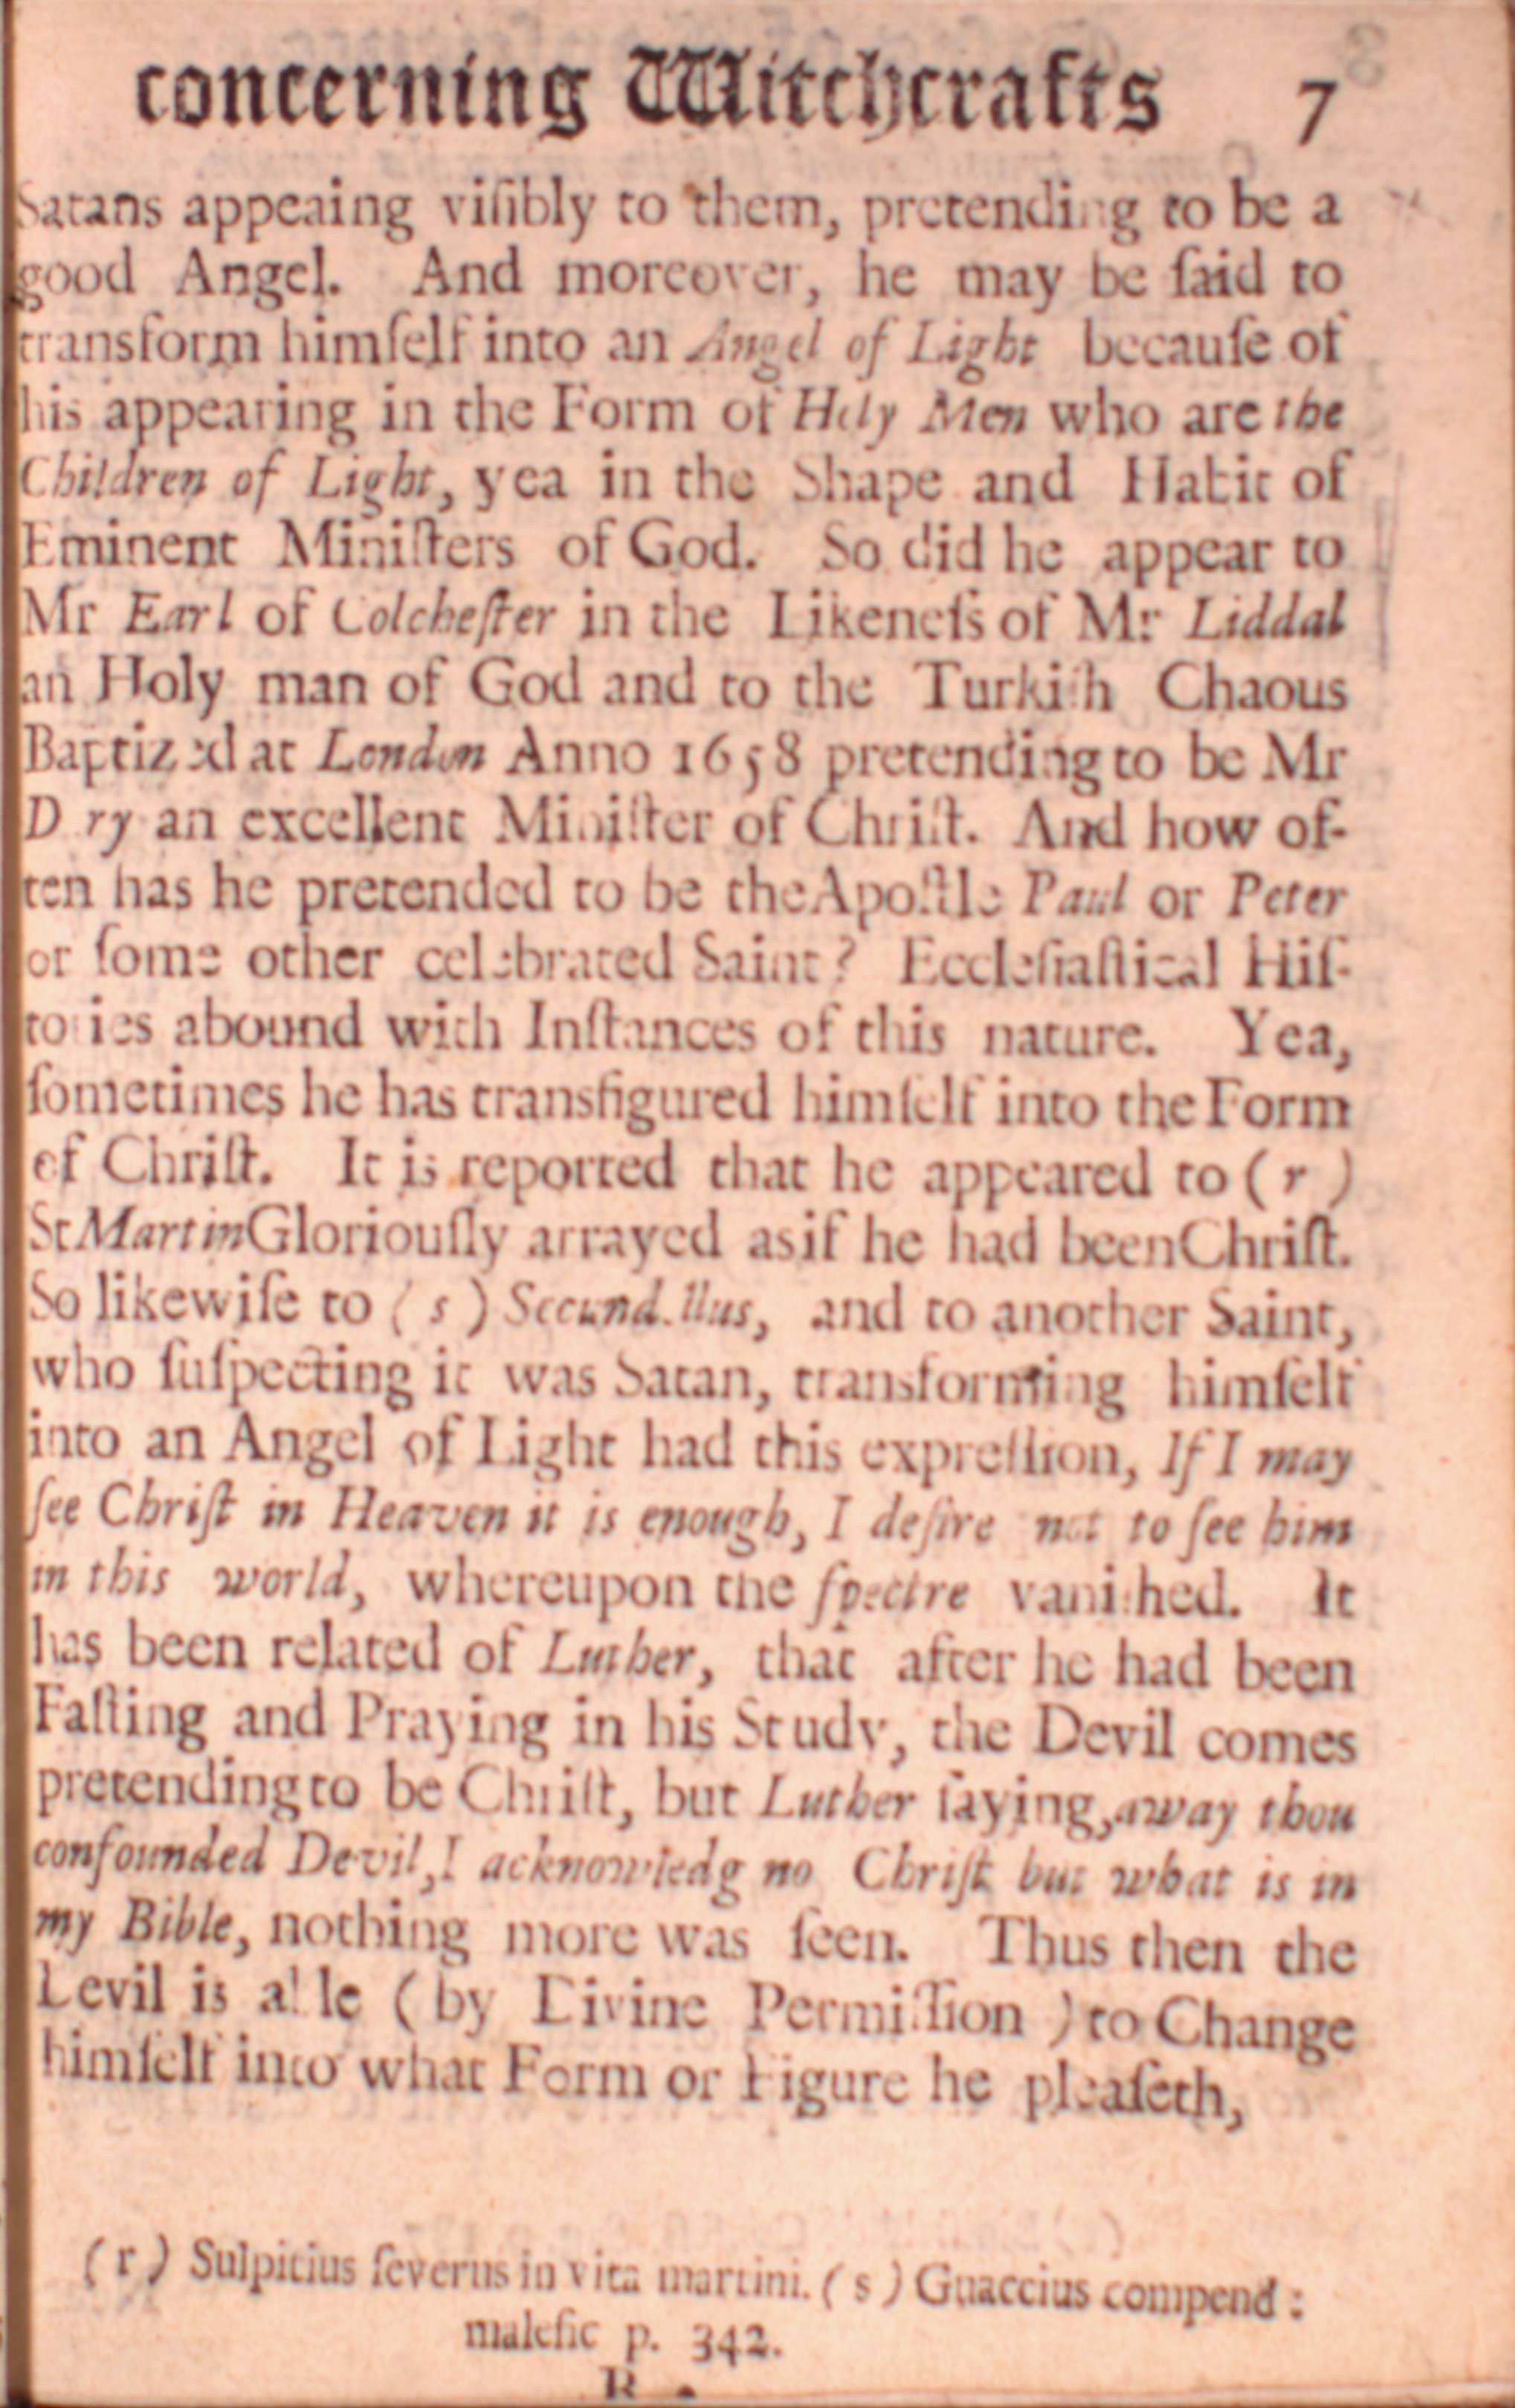 concerning Witchcrafts 7
Satans appeaing viſibly to them, pretending to be a
good Angel. And moreover, he may be ſaid to
transform himſelf into an Angel of Light becauſe of
his appearing in the Form of Holy Men who are the
Children of Light, yea in the Shape and Habit of
Eminent Miniſters of God. So did he appear to
Mr Earl of Colcheſter in the Likeneſs of Mr Liddal
an Holy man of God and to the Turkiſh Chaous
Baptized at London Anno 1658 pretending to be Mr
D ry an excellent Miniſter of Chriſt. And how of-
ten has he pretended to be the Apoſtle Paul or Peter
or ſome other celebrated Saint? Eccleſiaſtical Hiſ-
tories abound with Inſtances of this nature. Yea,
ſometimes he has transfigured himſelf into the Form
of Chriſt. It is reported that he appeared to (r)
St Martin Gloriouſly arrayed as if he had been Chriſt.
So likewiſe to (s) Secundellus, and to another Saint,
who ſuſpecting it was Satan, transforming himſelf
into an Angel of Light had this expreſſion, If I may
ſee Chriſt in Heaven it is enough, I deſire not to ſee him
in this world, whereupon the ſpectre vaniſhed. It
has been related of Luther, that after he had been
Faſting and Praying in his Study, the Devil comes
pretending to be Chriſt, but Luther ſaying, away thou
confounded Devil, I acknowledg no Chriſt but what is in
my Bible, nothing more was ſeen. Thus then the
Devil is able (by Divine Permiſſion) to Change
himſelf into what Form or Figure he pleaſeth,
(r) Sulpitius ſeverus in vita martini. (s) Guaccius compend:
malefic p. 342.